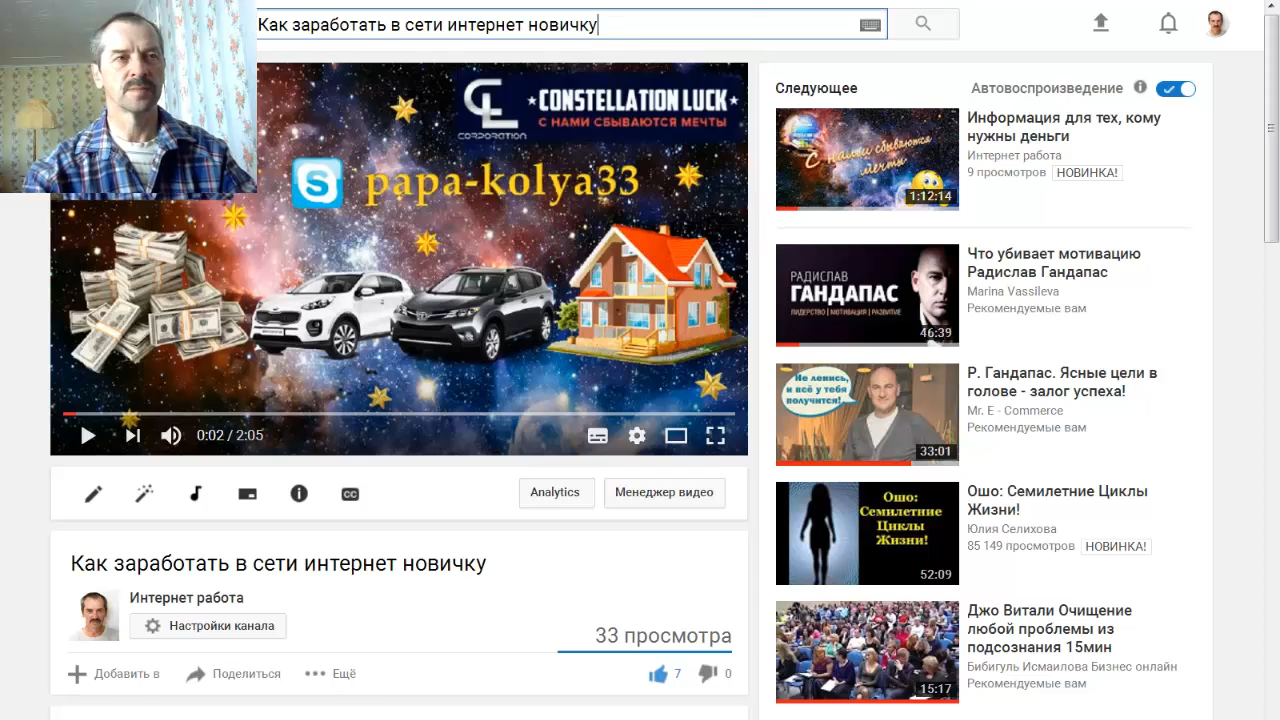 Как заработать в сети интернет новичку
CL
CORPORATION
CONSTELLATION LUCK
С НАМИ СБЫВАЮТСЯ МЕЧТЫ
S
papa-kolya33
0:02 / 2:05
Analytics
Менеджер видео
CC
Как заработать в сети интернет новичку
Интернет работа
Настройки канала
33 просмотра
Добавить в
Поделиться
Ещё
7
0
Следующее
Автовоспроизведение
С нами сбываются
мечты
1:12:14
Информация для тех, кому
нужны деньги
Интернет работа
9 просмотров НОВИНКА!
РАДИСЛАВ
ГАНДАПАС
ЛИДЕРСТВО | МОТИВАЦИЯ | РАЗВИТИЕ
46:39
Что убивает мотивацию
Радислав Гандапас
Marina Vassileva
Рекомендуемые вам
Не ленись,
и всё у тебя
получится!
33:01
Р. Гандапас. Ясные цели в
голове - залог успеха!
Mr. E - Commerce
Рекомендуемые вам
Ошо:
Семилетние
Циклы
Жизни!
52:09
Ошо: Семилетние Циклы
Жизни!
Юлия Селихова
85 149 просмотров НОВИНКА!
15:17
Джо Витали Очищение
любой проблемы из
подсознания 15мин
Бибигуль Исмаилова Бизнес онлайн
Рекомендуемые вам